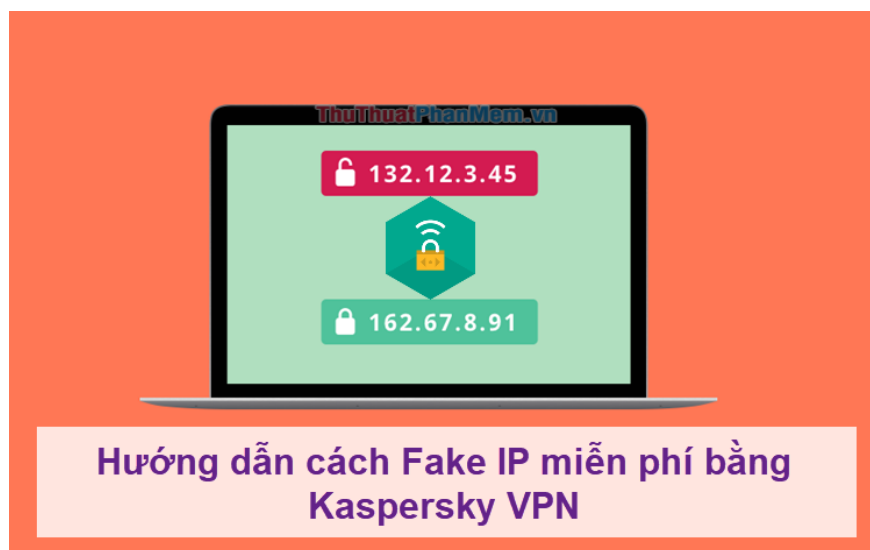 ThuThuatPhanMem.vn
132.12.3.45
162.67.8.91
Hướng dẫn cách Fake IP miễn phí bằng
Kaspersky VPN